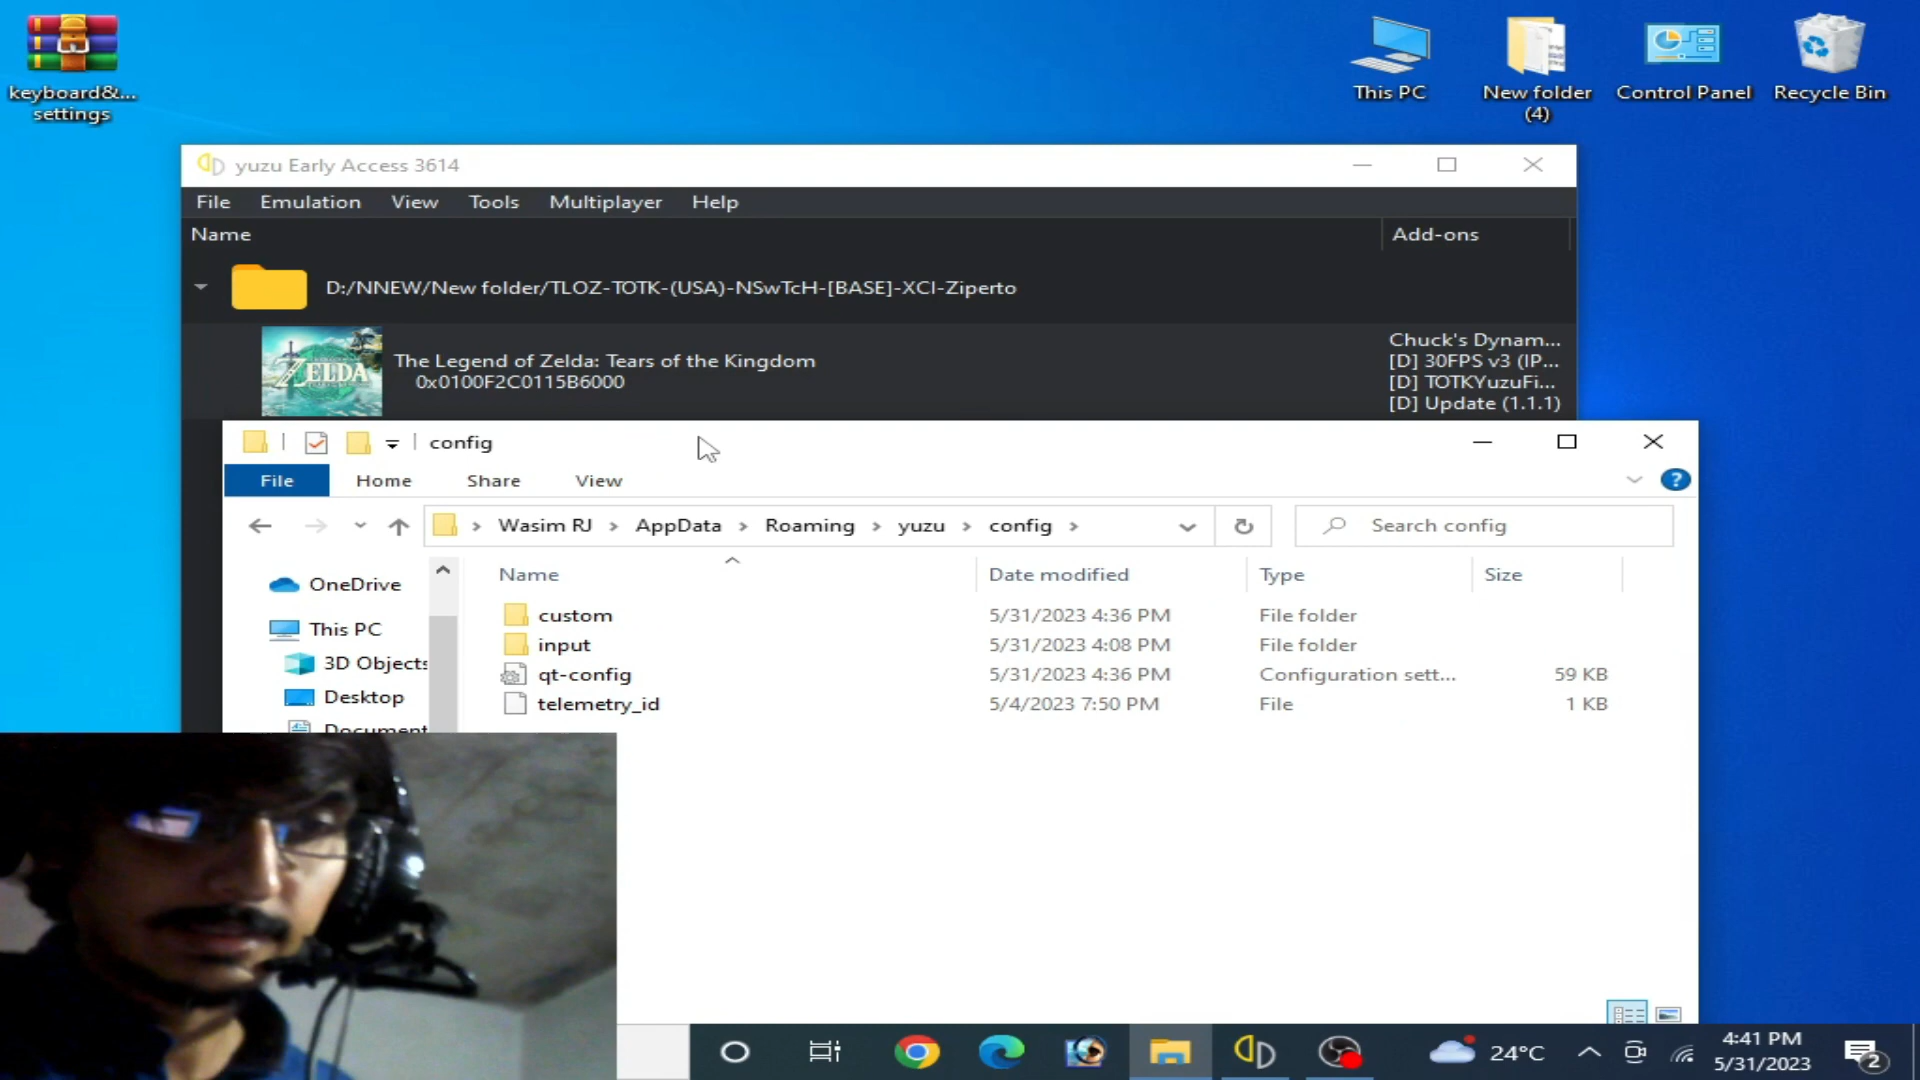 keyboard&...
settings
This PC
New folder
(4)
Control Panel
Recycle Bin
yuzu Early Access 3614
File Emulation View Tools Multiplayer Help
Name Add-ons
D:/NNEW/New folder/TLOZ-TOTK-(USA)-NSwTcH-[BASE]-XCI-Ziperto
ZELDA
The Legend of Zelda: Tears of the Kingdom
0x0100F2C0115B6000
Chuck's Dynam...
[D] 30FPS v3 (IP...
[D] TOTKYuzuFi...
[D] Update (1.1.1)
config
File Home Share View
Wasim RJ AppData Roaming yuzu config
Search config
Name Date modified Type Size
OneDrive
This PC
3D Objects
Desktop
Document
custom 5/31/2023 4:36 PM File folder
input 5/31/2023 4:08 PM File folder
qt-config 5/31/2023 4:36 PM Configuration sett... 59 KB
telemetry_id 5/4/2023 7:50 PM File 1 KB
24°C
4:41 PM
5/31/2023
2